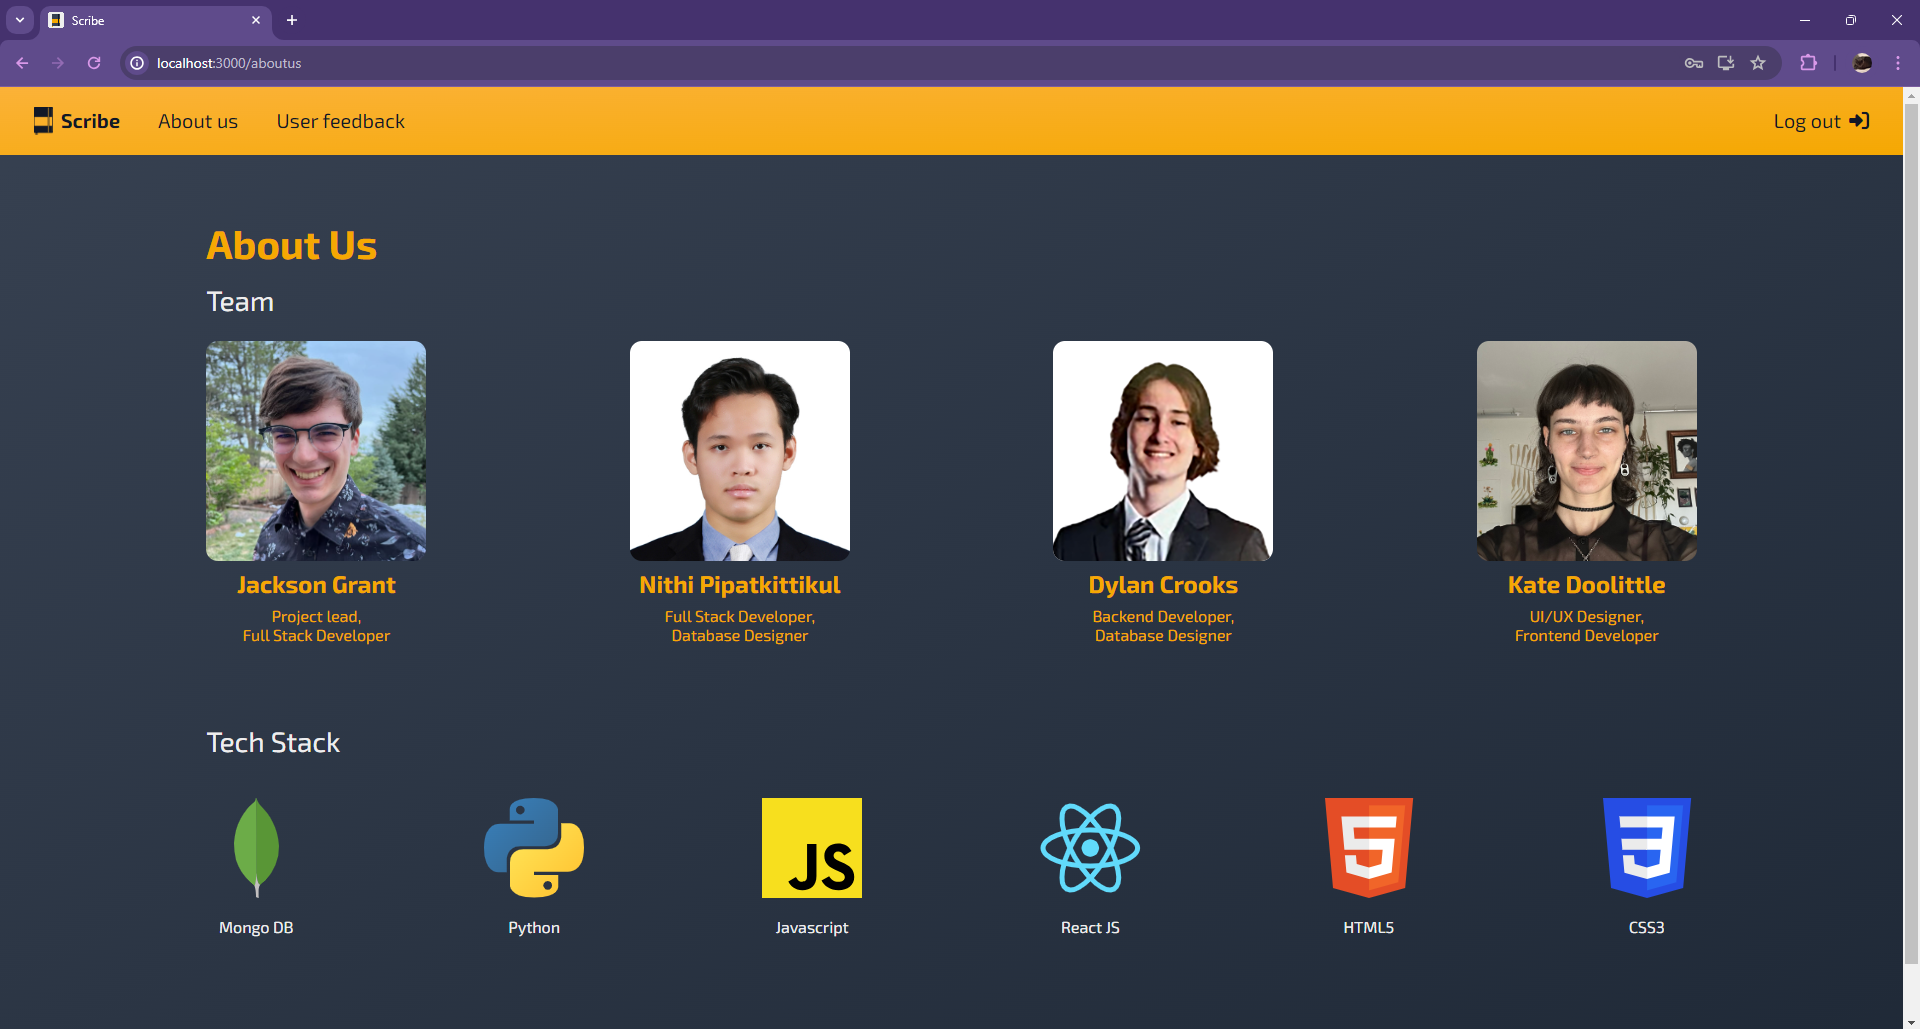 Scribe
localhost:3000/aboutus
Scribe
About us
User feedback
Log out
About Us
Team
Jackson Grant
Project lead,
Full Stack Developer
Nithi Pipatkittikul
Full Stack Developer,
Database Designer
Dylan Crooks
Backend Developer,
Database Designer
Kate Doolittle
UI/UX Designer,
Frontend Developer
Tech Stack
JS
Mongo DB
Python
Javascript
React JS
HTML5
CSS3